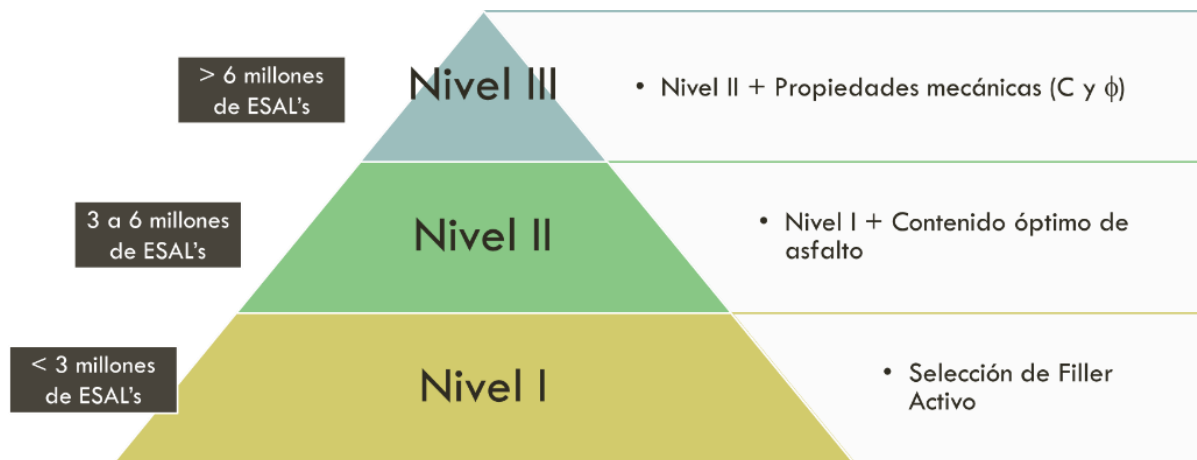 > 6 millones
de ESAL's
Nivel III
• Nivel II + Propiedades mecánicas (C y ϕ)
3 a 6 millones
de ESAL's
Nivel II
• Nivel I + Contenido óptimo de
asfalto
< 3 millones
de ESAL's
Nivel I
• Selección de Filler
Activo